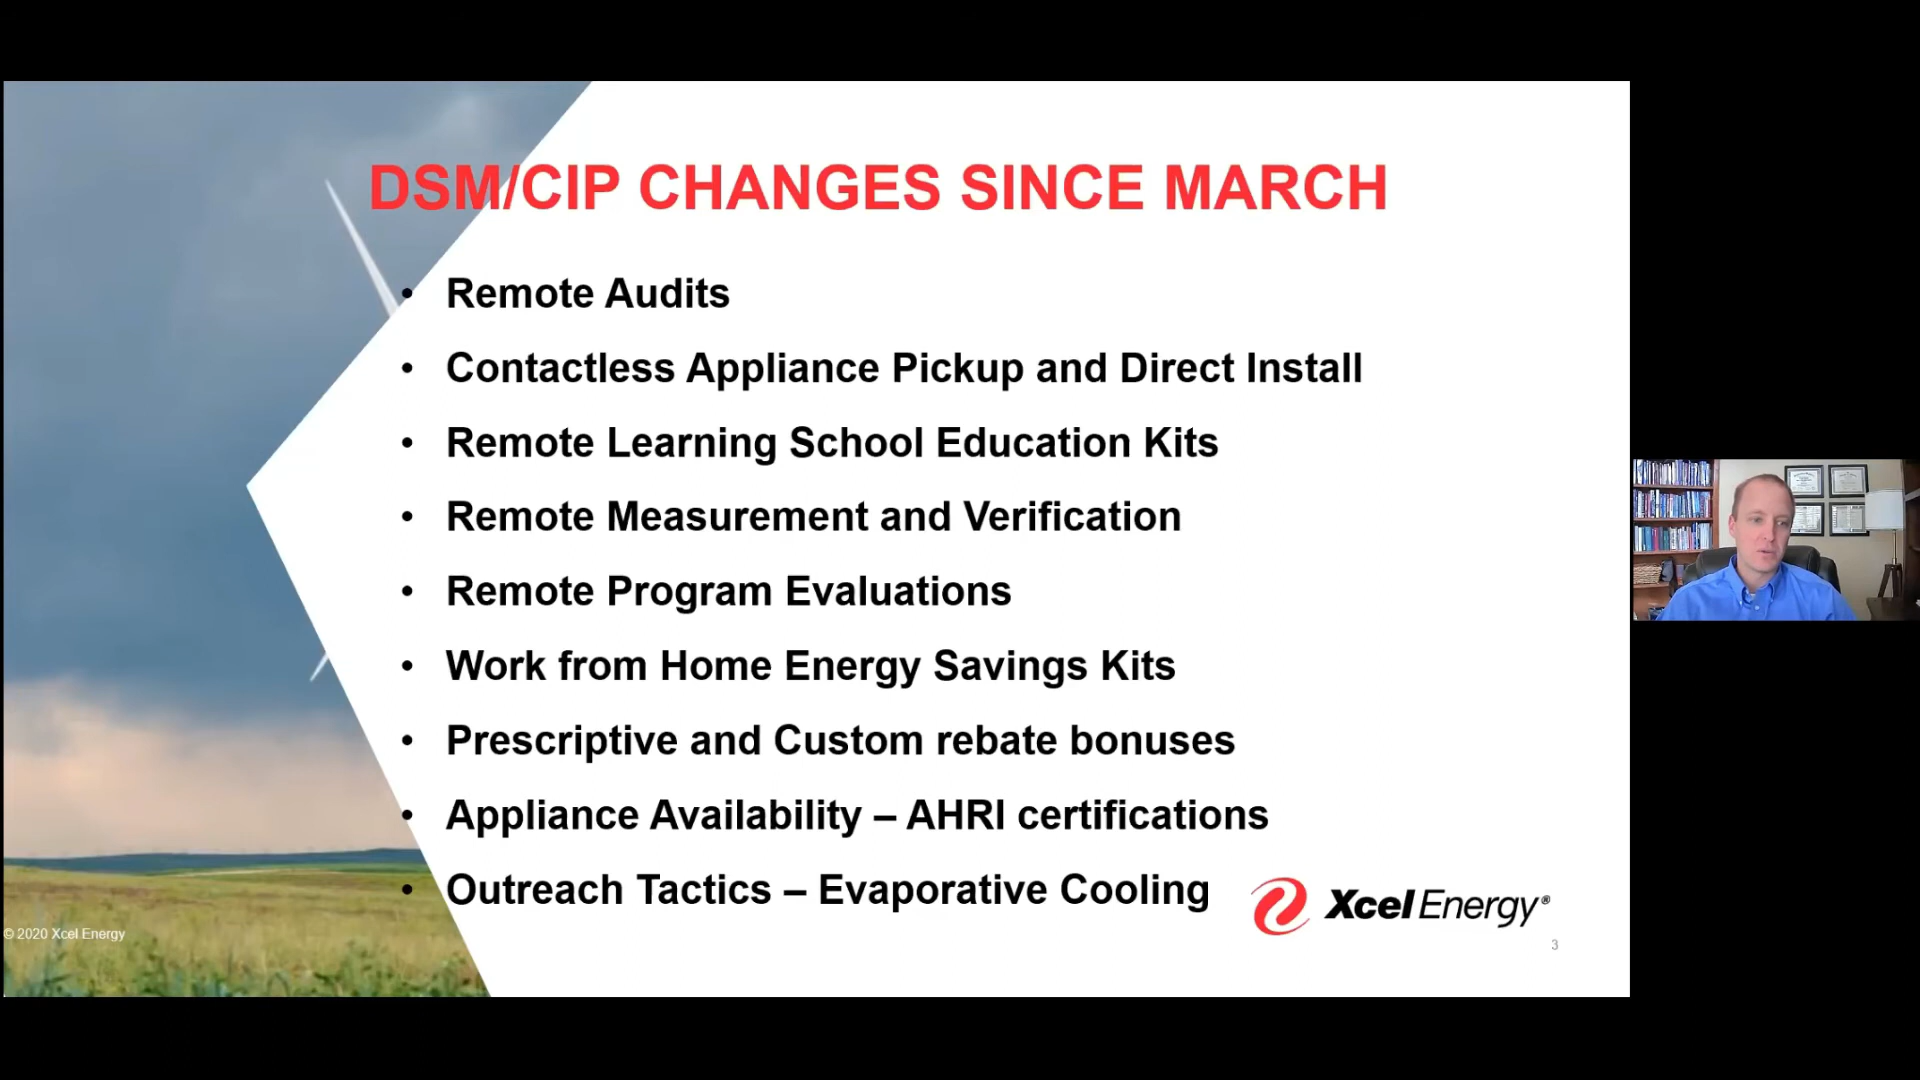 DSM/CIP CHANGES SINCE MARCH
• Remote Audits
• Contactless Appliance Pickup and Direct Install
• Remote Learning School Education Kits
• Remote Measurement and Verification
• Remote Program Evaluations
• Work from Home Energy Savings Kits
• Prescriptive and Custom rebate bonuses
• Appliance Availability – AHRI certifications
• Outreach Tactics – Evaporative Cooling
Xcel Energy®
© 2020 Xcel Energy
3